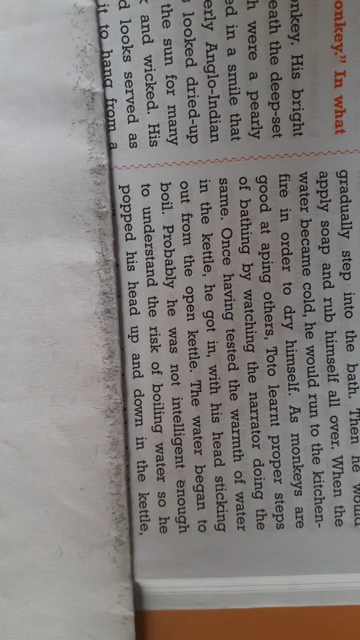 onkey." In what
onkey. His bright
eath the deep-set
h were a pearly
ed in a smile that
erly Anglo-Indian
looked dried-up
the sun for many
and wicked. His
d looks served as
it to hang from a
gradually step into the bath. Then he would
apply soap and rub himself all over. When the
water became cold, he would run to the kitchen-
fire in order to dry himself. As monkeys are
good at aping others, Toto learnt proper steps
of bathing by watching the narrator doing the
same. Once having tested the warmth of water
in the kettle, he got in, with his head sticking
out from the open kettle. The water began to
boil. Probably he was not intelligent enough
to understand the risk of boiling water so he
popped his head up and down in the kettle,